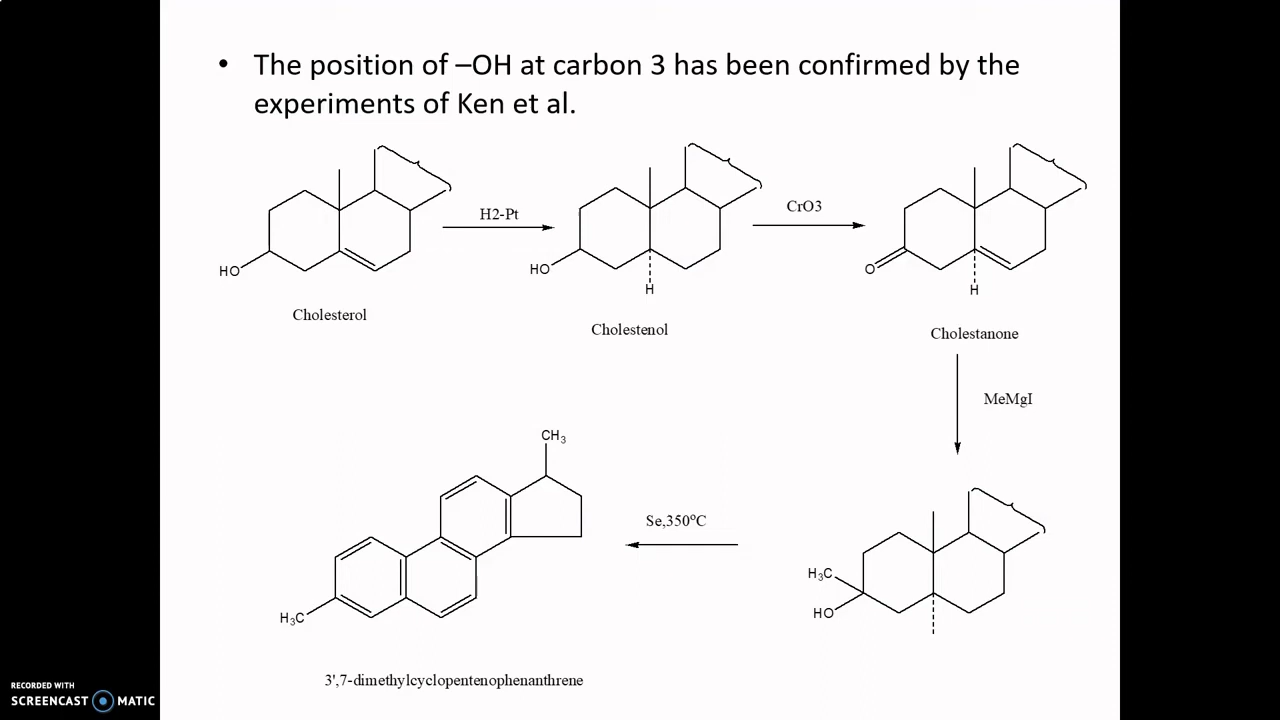 • The position of –OH at carbon 3 has been confirmed by the
experiments of Ken et al.
HO
Cholesterol
H2-Pt
HO
H
Cholestenol
CrO3
O
H
Cholestanone
MeMgI
H₃C
HO
Se,350°C
CH₃
H₃C
3',7-dimethylcyclopentenophenanthrene
RECORDED WITH
SCREENCAST MATIC